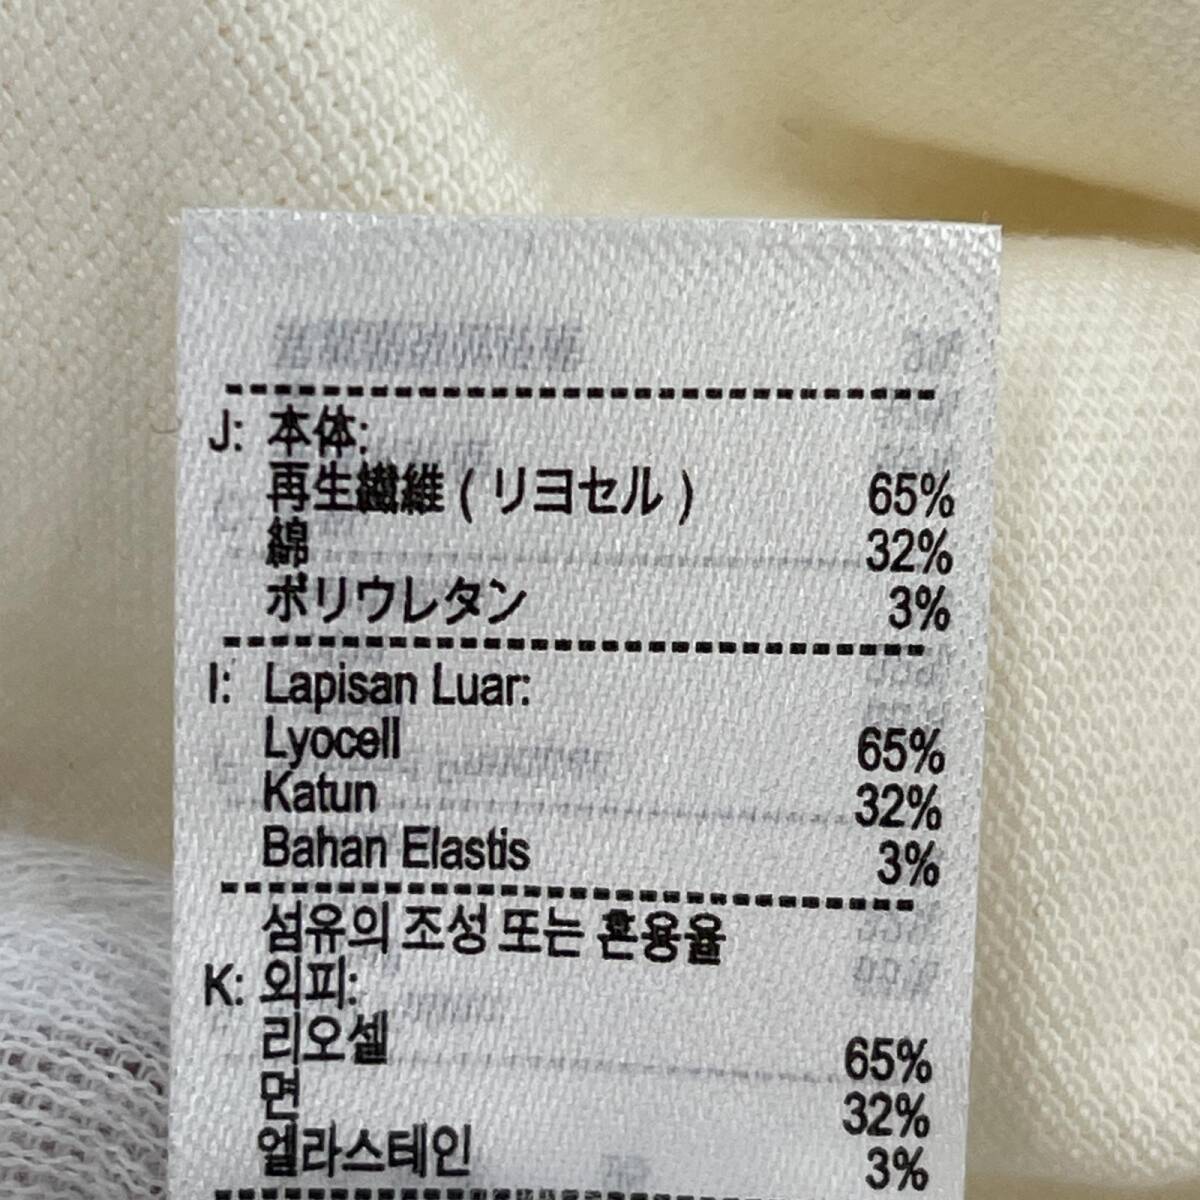 J: 本体:
再生繊維 ( リヨセル ) 65%
綿 32%
ポリウレタン 3%
I: Lapisan Luar:
Lyocell 65%
Katun 32%
Bahan Elastis 3%
섬유의 조성 또는 혼용율
K: 외피:
리오셀 65%
면 32%
엘라스테인 3%